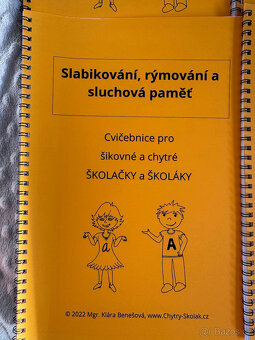 Slabikování, rýmování a
sluchová paměť
Cvičebnice pro
šikovné a chytré
ŠKOLAČKY a ŠKOLÁKY
a
A
© 2022 Mgr. Klára Benešová, www.Chytry-Skolak.cz